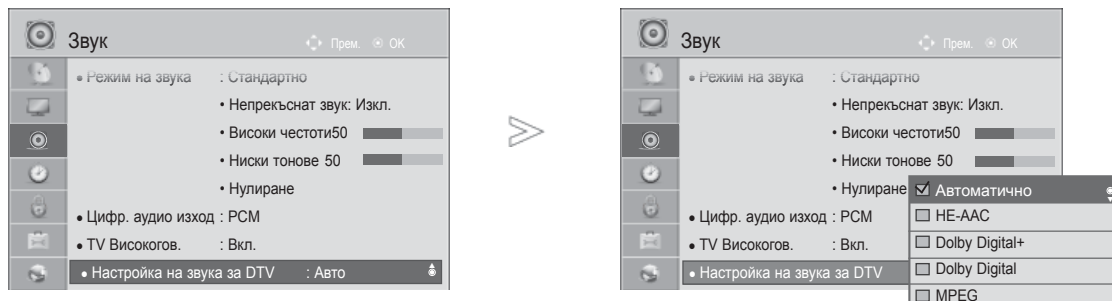 Звук
Прем. OK
• Режим на звука : Стандартно
• Непрекъснат звук: Изкл.
• Високи честоти50
• Ниски тонове 50
• Нулиране
• Цифр. аудио изход : PCM
• TV Високогов. : Вкл.
• Настройка на звука за DTV : Авто
Звук
Прем. OK
• Режим на звука : Стандартно
• Непрекъснат звук: Изкл.
• Високи честоти50
• Ниски тонове 50
• Нулиране
• Цифр. аудио изход : PCM
• TV Високогов. : Вкл.
• Настройка на звука за DTV
Автоматично
HE-AAC
Dolby Digital+
Dolby Digital
MPEG